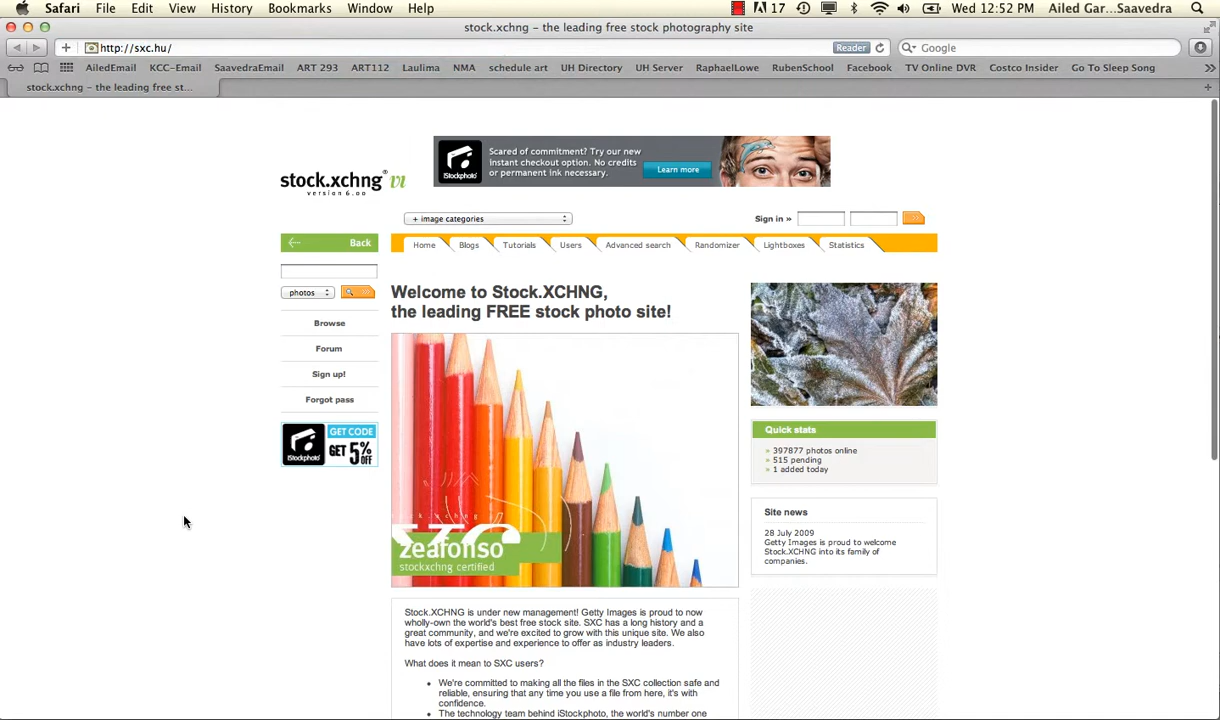 Safari File Edit View History Bookmarks Window Help 17 Wed 12:52 PM Ailed Gar...Saavedra
stock.xchng – the leading free stock photography site
http://sxc.hu/ Reader Google
AiledEmail KCC-Email SaavedraEmail ART 293 ART112 Laulima NMA schedule art UH Directory UH Server RaphaelLowe RubenSchool Facebook TV Online DVR Costco Insider Go To Sleep Song
stock.xchng – the leading free st...
iStockphoto
Scared of commitment? Try our new
instant checkout option. No credits
or permanent ink necessary.
Learn more
stock.xchng® VI
version 6.00
+ image categories
Sign in »
Back
Home Blogs Tutorials Users Advanced search Randomizer Lightboxes Statistics
photos
Browse
Forum
Sign up!
Forgot pass
iStockphoto
GET CODE
GET 5% OFF
Welcome to Stock.XCHNG,
the leading FREE stock photo site!
zeafonso
stockxchng certified
Stock.XCHNG is under new management! Getty Images is proud to now
wholly-own the world's best free stock site. SXC has a long history and a
great community, and we're excited to grow with this unique site. We also
have lots of expertise and experience to offer as industry leaders.
What does it mean to SXC users?
• We're committed to making all the files in the SXC collection safe and
reliable, ensuring that any time you use a file from here, it's with
confidence.
• The technology team behind iStockphoto, the world's number one
Quick stats
» 397877 photos online
» 515 pending
» 1 added today
Site news
28 July 2009
Getty Images is proud to welcome
Stock.XCHNG into its family of
companies.